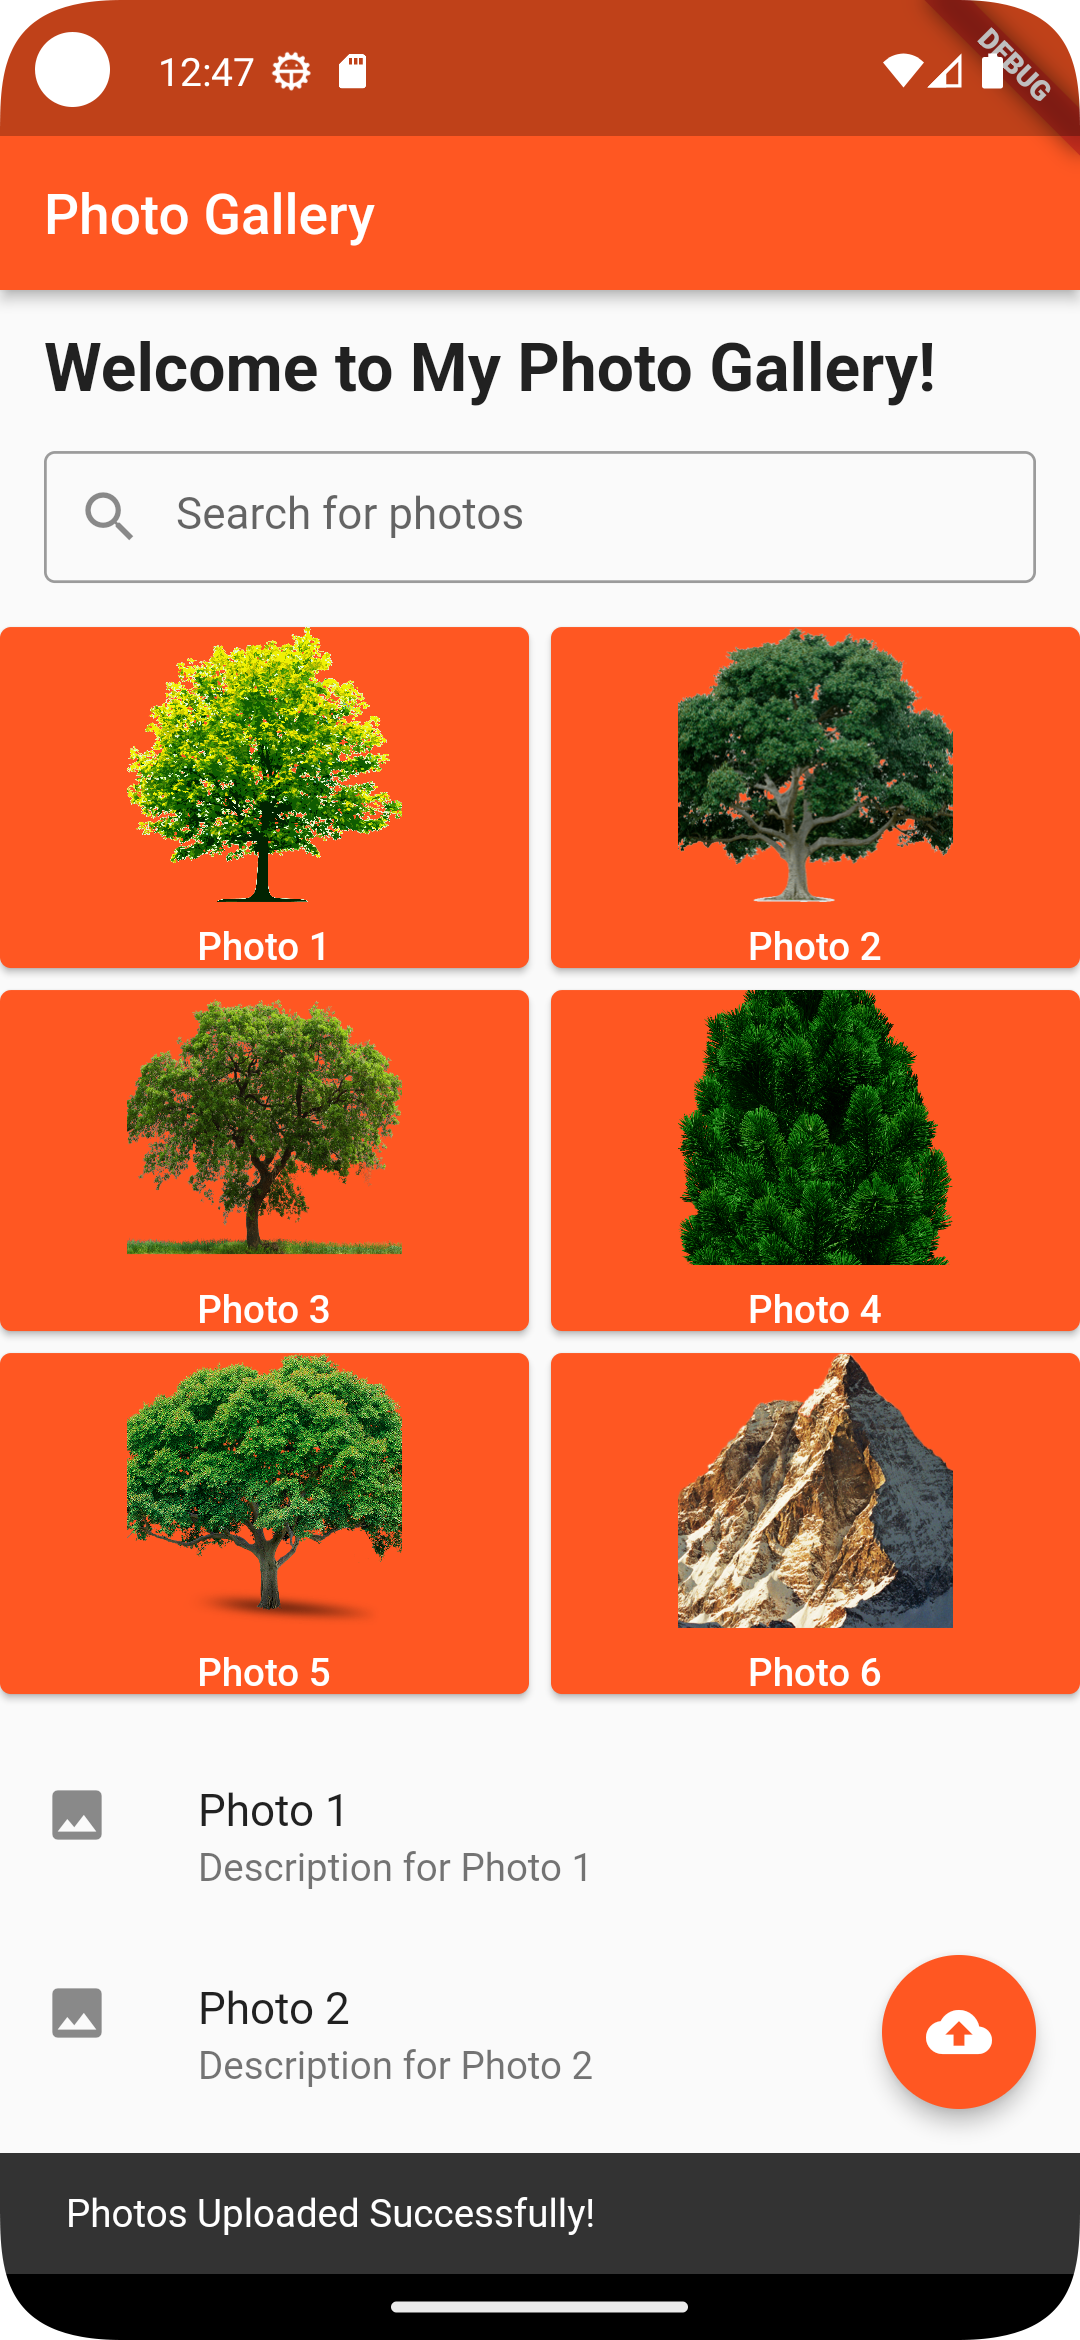 12:47
DEBUG
Photo Gallery
Welcome to My Photo Gallery!
Search for photos
Photo 1
Photo 2
Photo 3
Photo 4
Photo 5
Photo 6
Photo 1
Description for Photo 1
Photo 2
Description for Photo 2
Photos Uploaded Successfully!